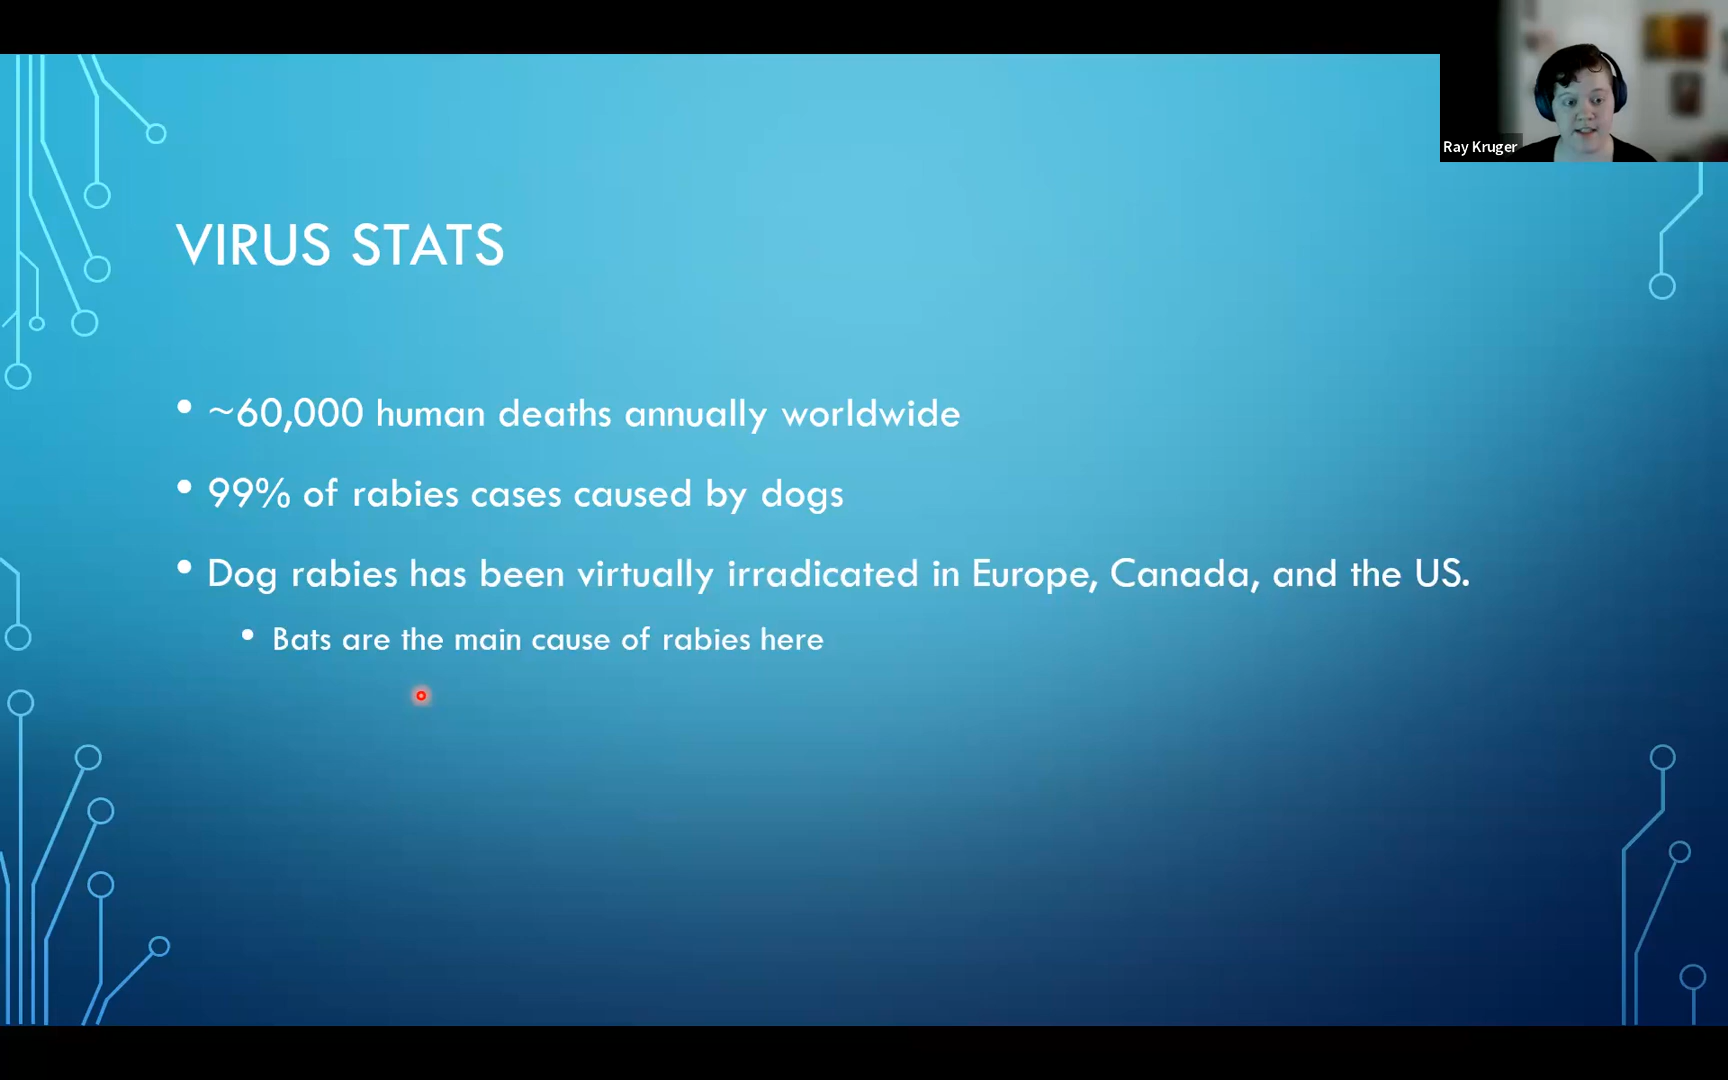 Ray Kruger
VIRUS STATS
• ~60,000 human deaths annually worldwide
• 99% of rabies cases caused by dogs
• Dog rabies has been virtually irradicated in Europe, Canada, and the US.
• Bats are the main cause of rabies here